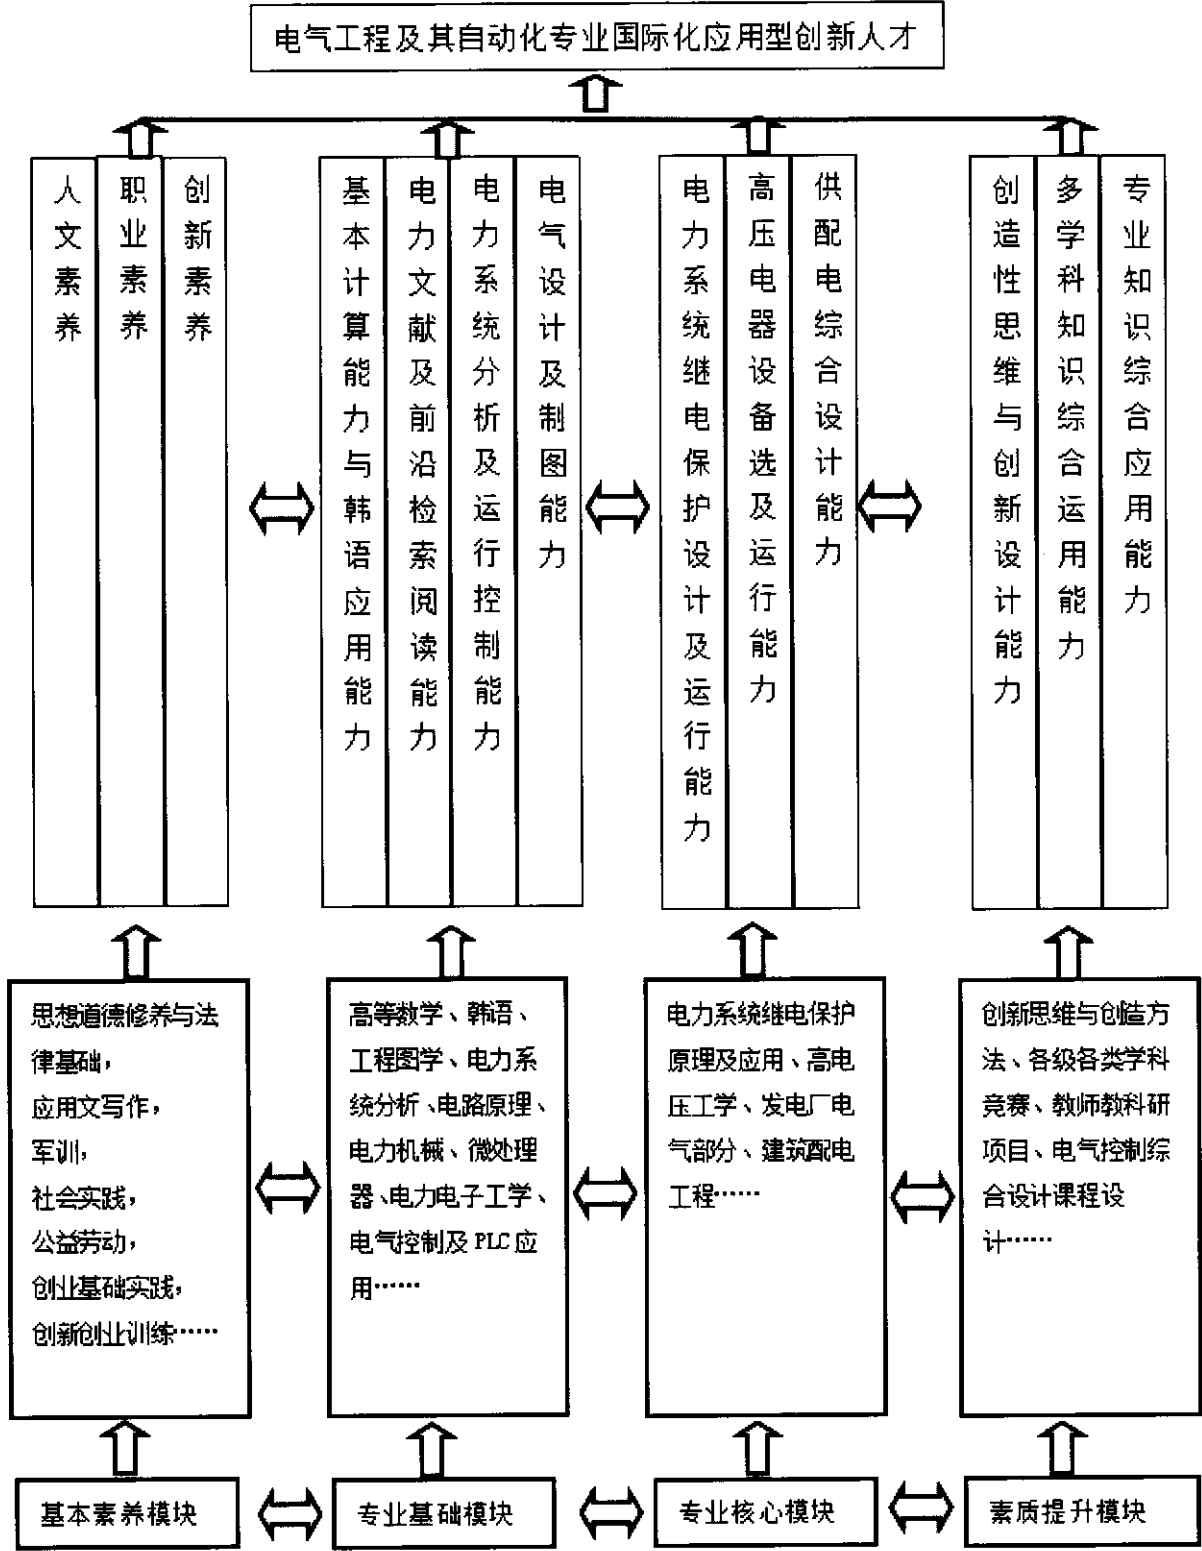 电气工程及其自动化专业国际化应用型创新人才
人文素养
职业素养
创新素养
基本计算能力与韩语应用能力
电力文献及前沿检索阅读能力
电力系统分析及运行控制能力
电气设计及制图能力
电力系统继电保护设计及运行能力
高压电器设备选及运行能力
供配电综合设计能力
创造性思维与创新设计能力
多学科知识综合运用能力
专业知识综合应用能力
思想道德修养与法
律基础，
应用文写作，
军训，
社会实践，
公益劳动，
创业基础实践，
创新创业训练……
高等数学、韩语、
工程图学、电力系
统分析、电路原理、
电力机械、微处理
器、电力电子工学、
电气控制及 PLC 应
用……
电力系统继电保护
原理及应用、高电
压工学、发电厂电
气部分、建筑配电
工程……
创新思维与创造方
法、各级各类学科
竞赛、教师教科研
项目、电气控制综
合设计课程设
计……
基本素养模块
专业基础模块
专业核心模块
素质提升模块